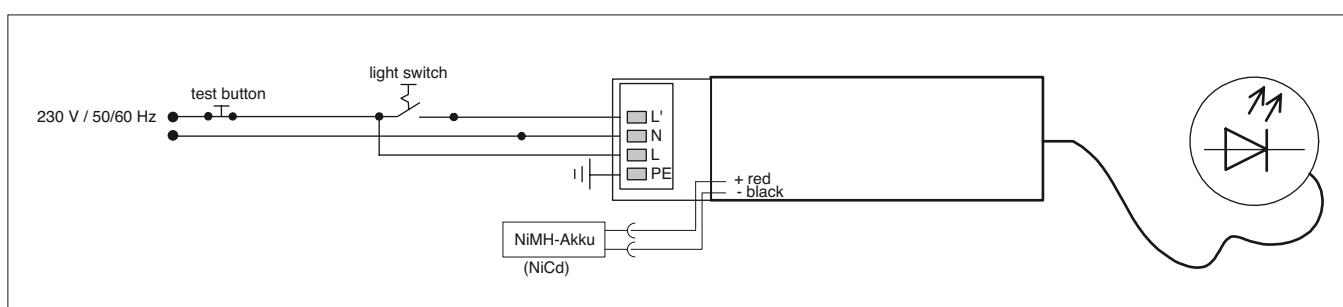 light switch
test button
230 V / 50/60 Hz
L'
N
L
PE
+ red
- black
NiMH-Akku
(NiCd)